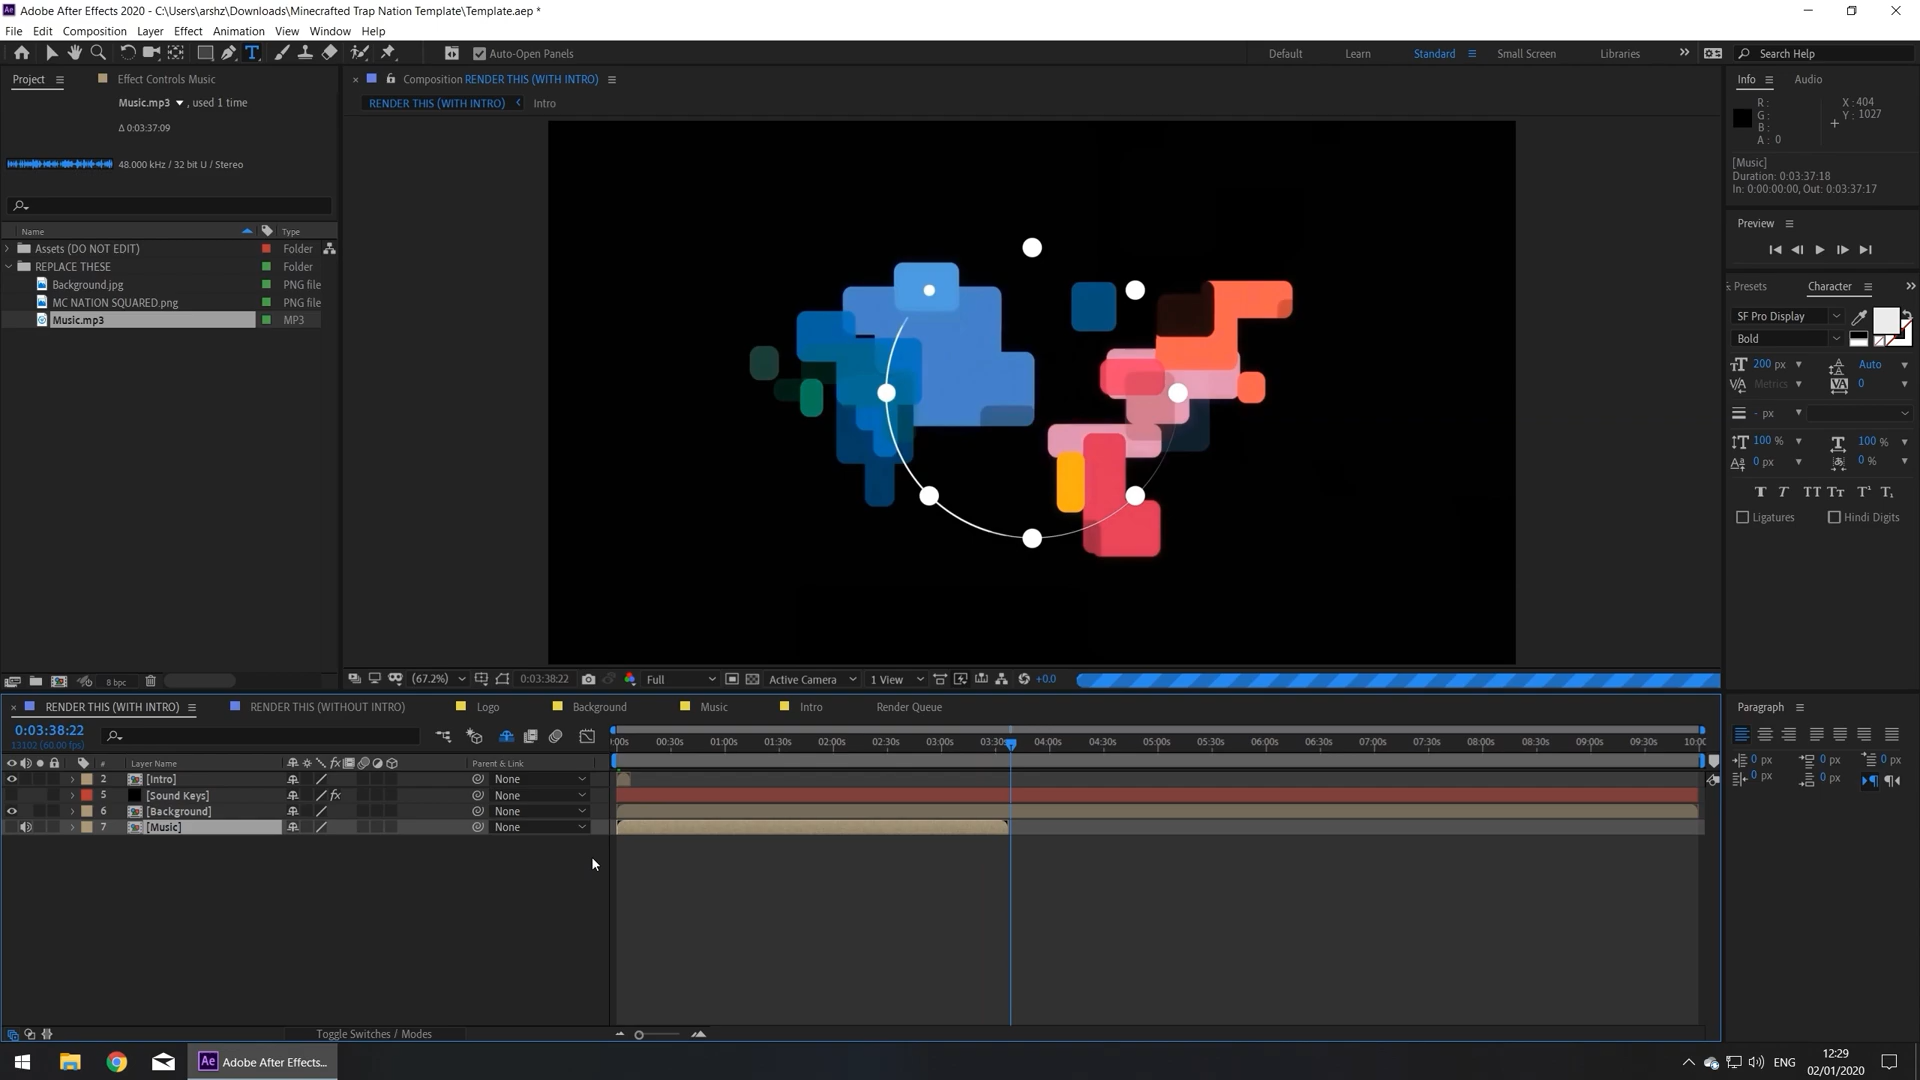 Adobe After Effects 2020 - C:\Users\arshz\Downloads\Minecrafted Trap Nation Template\Template.aep *
File Edit Composition Layer Effect Animation View Window Help
Auto-Open Panels Default Learn Standard Small Screen Libraries Search Help
Project Effect Controls Music
Composition RENDER THIS (WITH INTRO)
Info Audio
Music.mp3 , used 1 time
Δ 0:03:37:09
48.000 kHz / 32 bit U / Stereo
RENDER THIS (WITH INTRO) Intro
R :
G :
B :
A : 0
X : 404
Y : 1027
[Music]
Duration: 0:03:37:18
In: 0:00:00:00, Out: 0:03:37:17
Preview
Name Type
Assets (DO NOT EDIT) Folder
REPLACE THESE Folder
Background.jpg PNG file
MC NATION SQUARED.png PNG file
Music.mp3 MP3
Presets Character
SF Pro Display
Bold
200 px Auto
Metrics 0
- px
100 % 100 %
0 px 0 %
T T TT Tr T¹ T₁
Ligatures Hindi Digits
8 bpc
(67.2%) 0:03:38:22 Full Active Camera 1 View +0.0
RENDER THIS (WITH INTRO) RENDER THIS (WITHOUT INTRO) Logo Background Music Intro Render Queue
Paragraph
0:03:38:22
13102 (60.00 fps)
:00s 00:30s 01:00s 01:30s 02:00s 02:30s 03:00s 03:30s 04:00s 04:30s 05:00s 05:30s 06:00s 06:30s 07:00s 07:30s 08:00s 08:30s 09:00s 09:30s 10:0
0 px 0 px 0 px
0 px 0 px
# Layer Name Parent & Link
2 [Intro] None
5 [Sound Keys] fx None
6 [Background] None
7 [Music] None
Toggle Switches / Modes
Ae Adobe After Effects...
ENG
12:29
02/01/2020